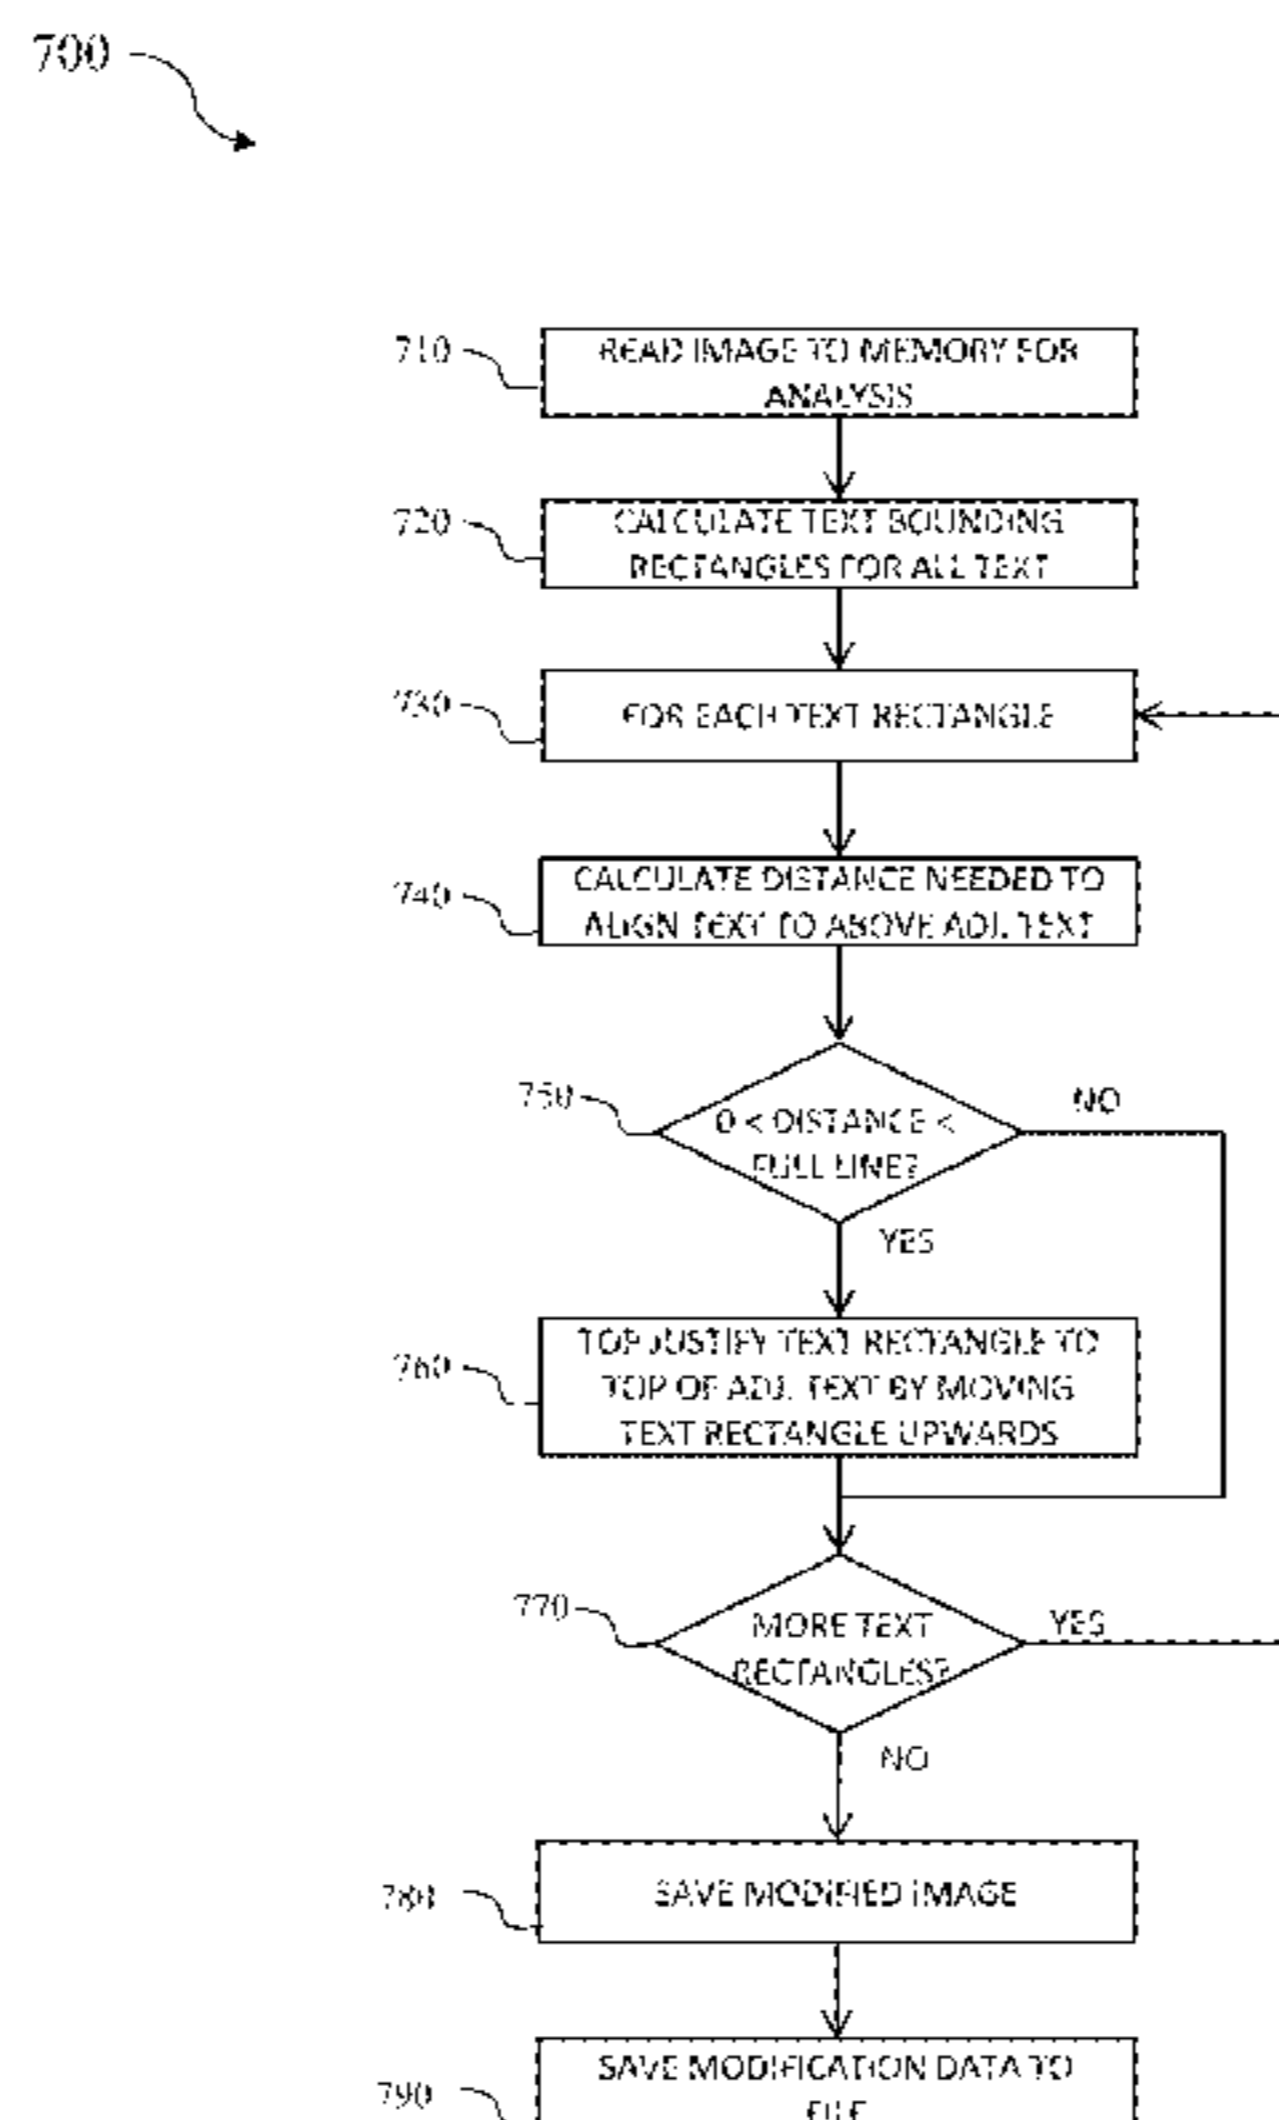 700
710
READ IMAGE TO MEMORY FOR
ANALYSIS
720
CALCULATE TEXT BOUNDING
RECTANGLES FOR ALL TEXT
730
FOR EACH TEXT RECTANGLE
740
CALCULATE DISTANCE NEEDED TO
ALIGN TEXT TO ABOVE ADJ. TEXT
750
0 < DISTANCE <
FULL LINE?
NO
YES
760
TOP JUSTIFY TEXT RECTANGLE TO
TOP OF ADJ. TEXT BY MOVING
TEXT RECTANGLE UPWARDS
770
MORE TEXT
RECTANGLES?
YES
NO
780
SAVE MODIFIED IMAGE
790
SAVE MODIFICATION DATA TO
FILE